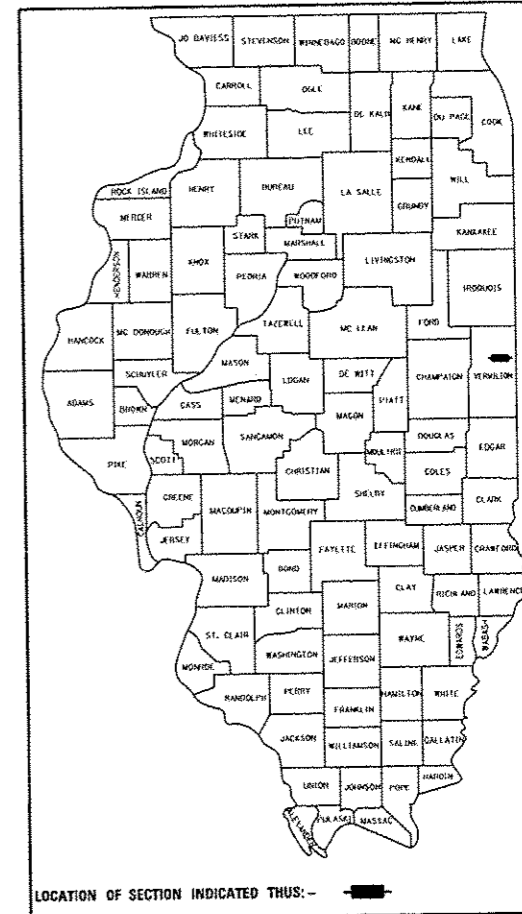 JO DAVIESS STEVENSON WINNEBAGO BOONE MC HENRY LAKE
CARROLL OGLE DE KALB KANE DU PAGE COOK
WHITESIDE LEE
KENDALL WILL
ROCK ISLAND HENRY BUREAU LA SALLE GRUNDY
MERCER PUTNAM KANKAKEE
STARK MARSHALL
HENDERSON WARREN KNOX PEORIA WOODFORD LIVINGSTON IROQUOIS
HANCOCK MC DONOUGH FULTON TAZEWELL MC LEAN FORD
SCHUYLER MASON LOGAN DE WITT CHAMPAIGN VERMILION
ADAMS BROWN CASS MENARD MACON PIATT
PIKE SCOTT MORGAN SANGAMON CHRISTIAN MOULTRIE DOUGLAS EDGAR
COLES
CALHOUN GREENE MACOUPIN MONTGOMERY SHELBY CUMBERLAND CLARK
JERSEY FAYETTE EFFINGHAM JASPER CRAWFORD
MADISON BOND CLAY RICHLAND LAWRENCE
CLINTON MARION
ST. CLAIR WAYNE EDWARDS WABASH
MONROE WASHINGTON JEFFERSON
RANDOLPH PERRY HAMILTON WHITE
FRANKLIN
JACKSON WILLIAMSON SALINE GALLATIN
UNION JOHNSON POPE HARDIN
ALEXANDER PULASKI MASSAC
LOCATION OF SECTION INDICATED THUS:-